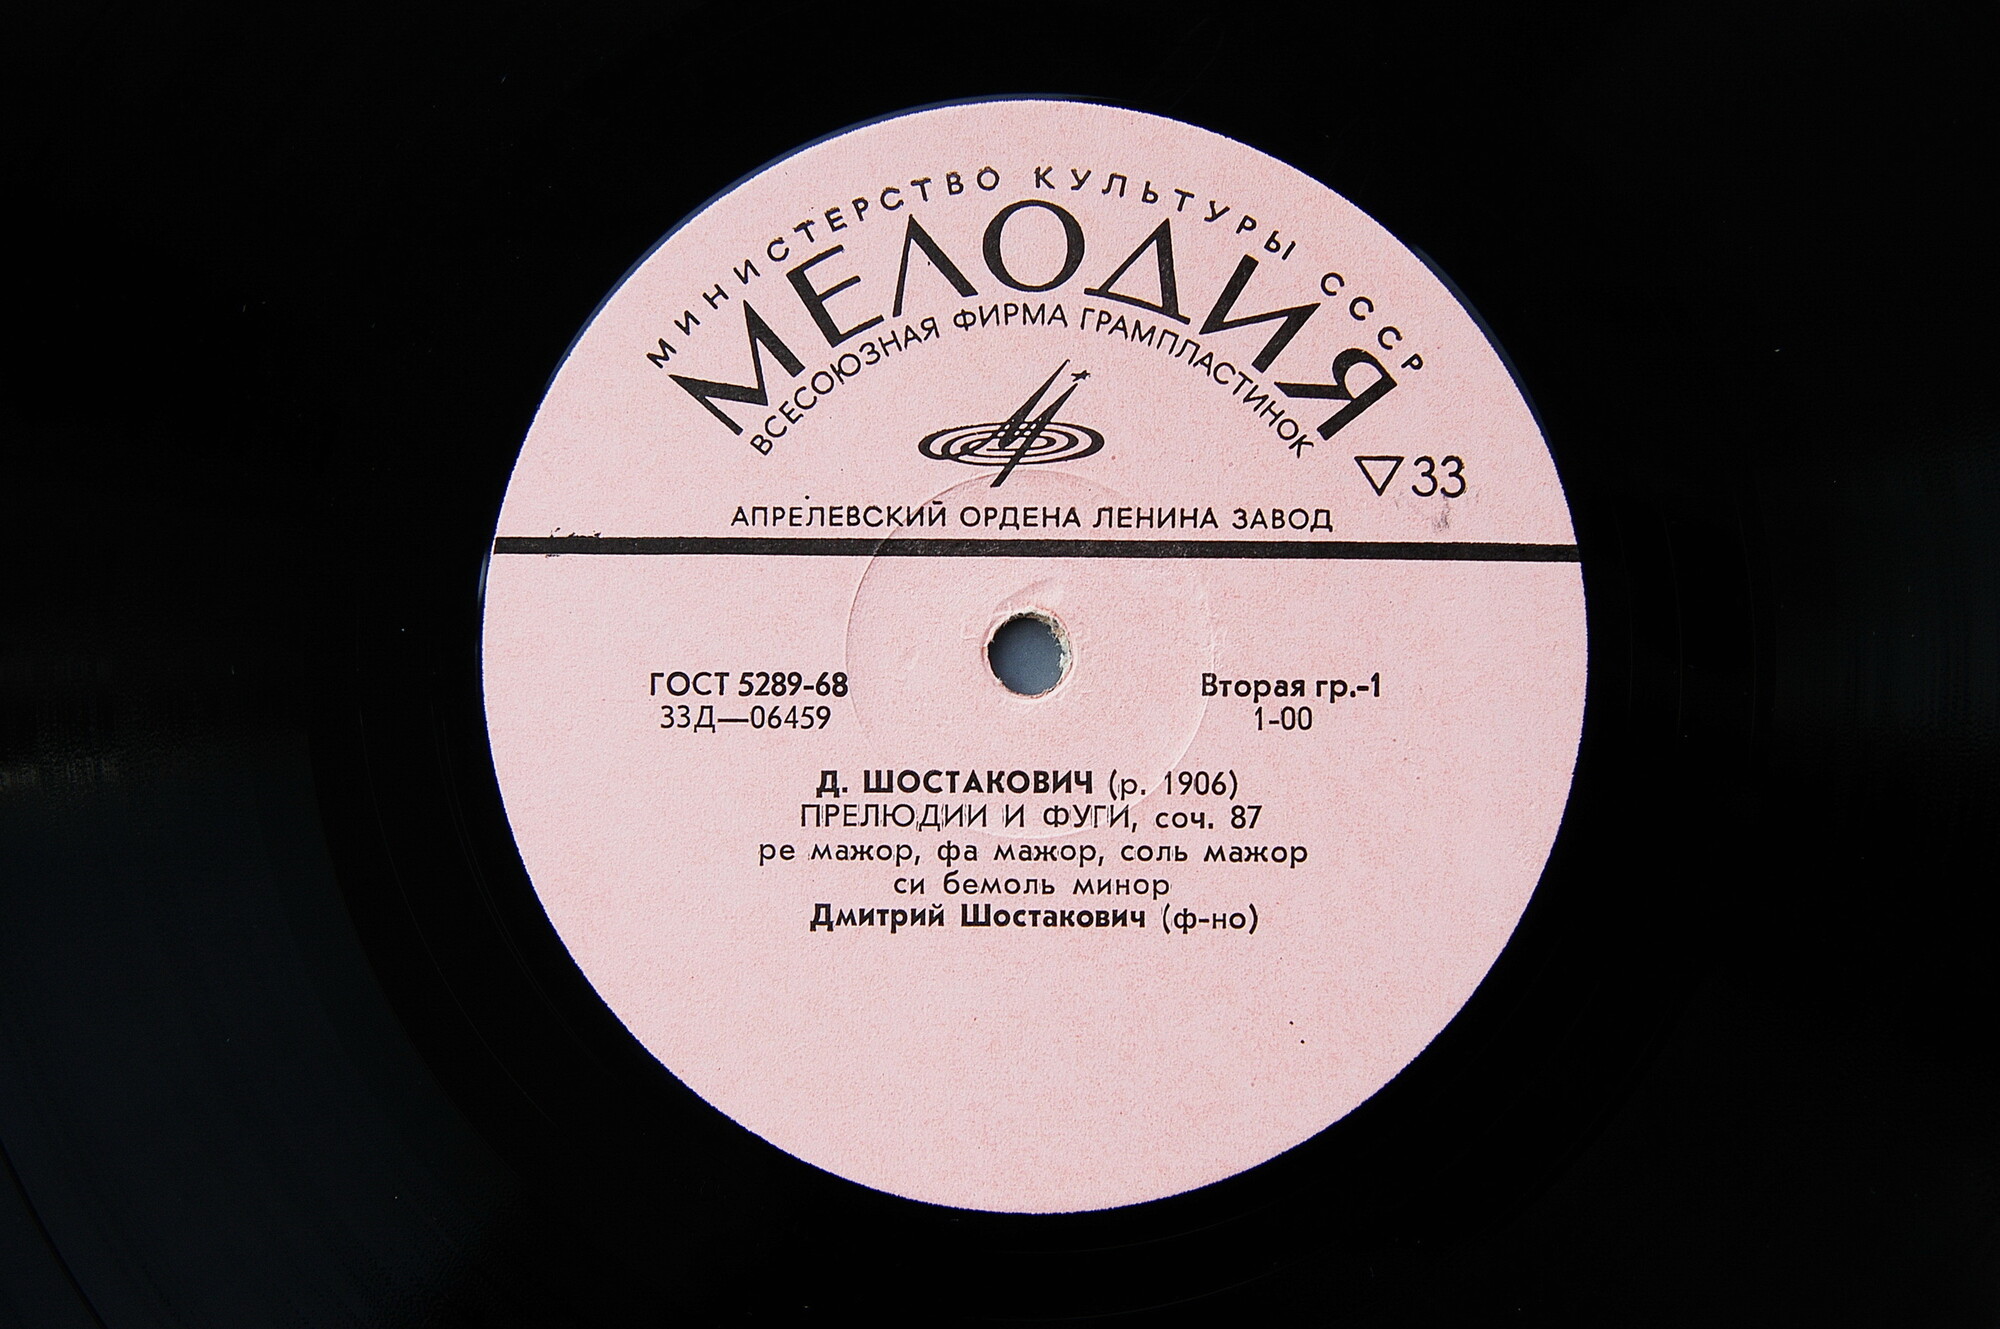 МИНИСТЕРСТВО КУЛЬТУРЫ СССР
МЕЛОДИЯ
ВСЕСОЮЗНАЯ ФИРМА ГРАМПЛАСТИНОК
33
АПРЕЛЕВСКИЙ ОРДЕНА ЛЕНИНА ЗАВОД
ГОСТ 5289-68 Вторая гр.-1
33Д—06459 1-00
Д. ШОСТАКОВИЧ (р. 1906)
ПРЕЛЮДИИ И ФУГИ, соч. 87
ре мажор, фа мажор, соль мажор
си бемоль минор
Дмитрий Шостакович (ф-но)